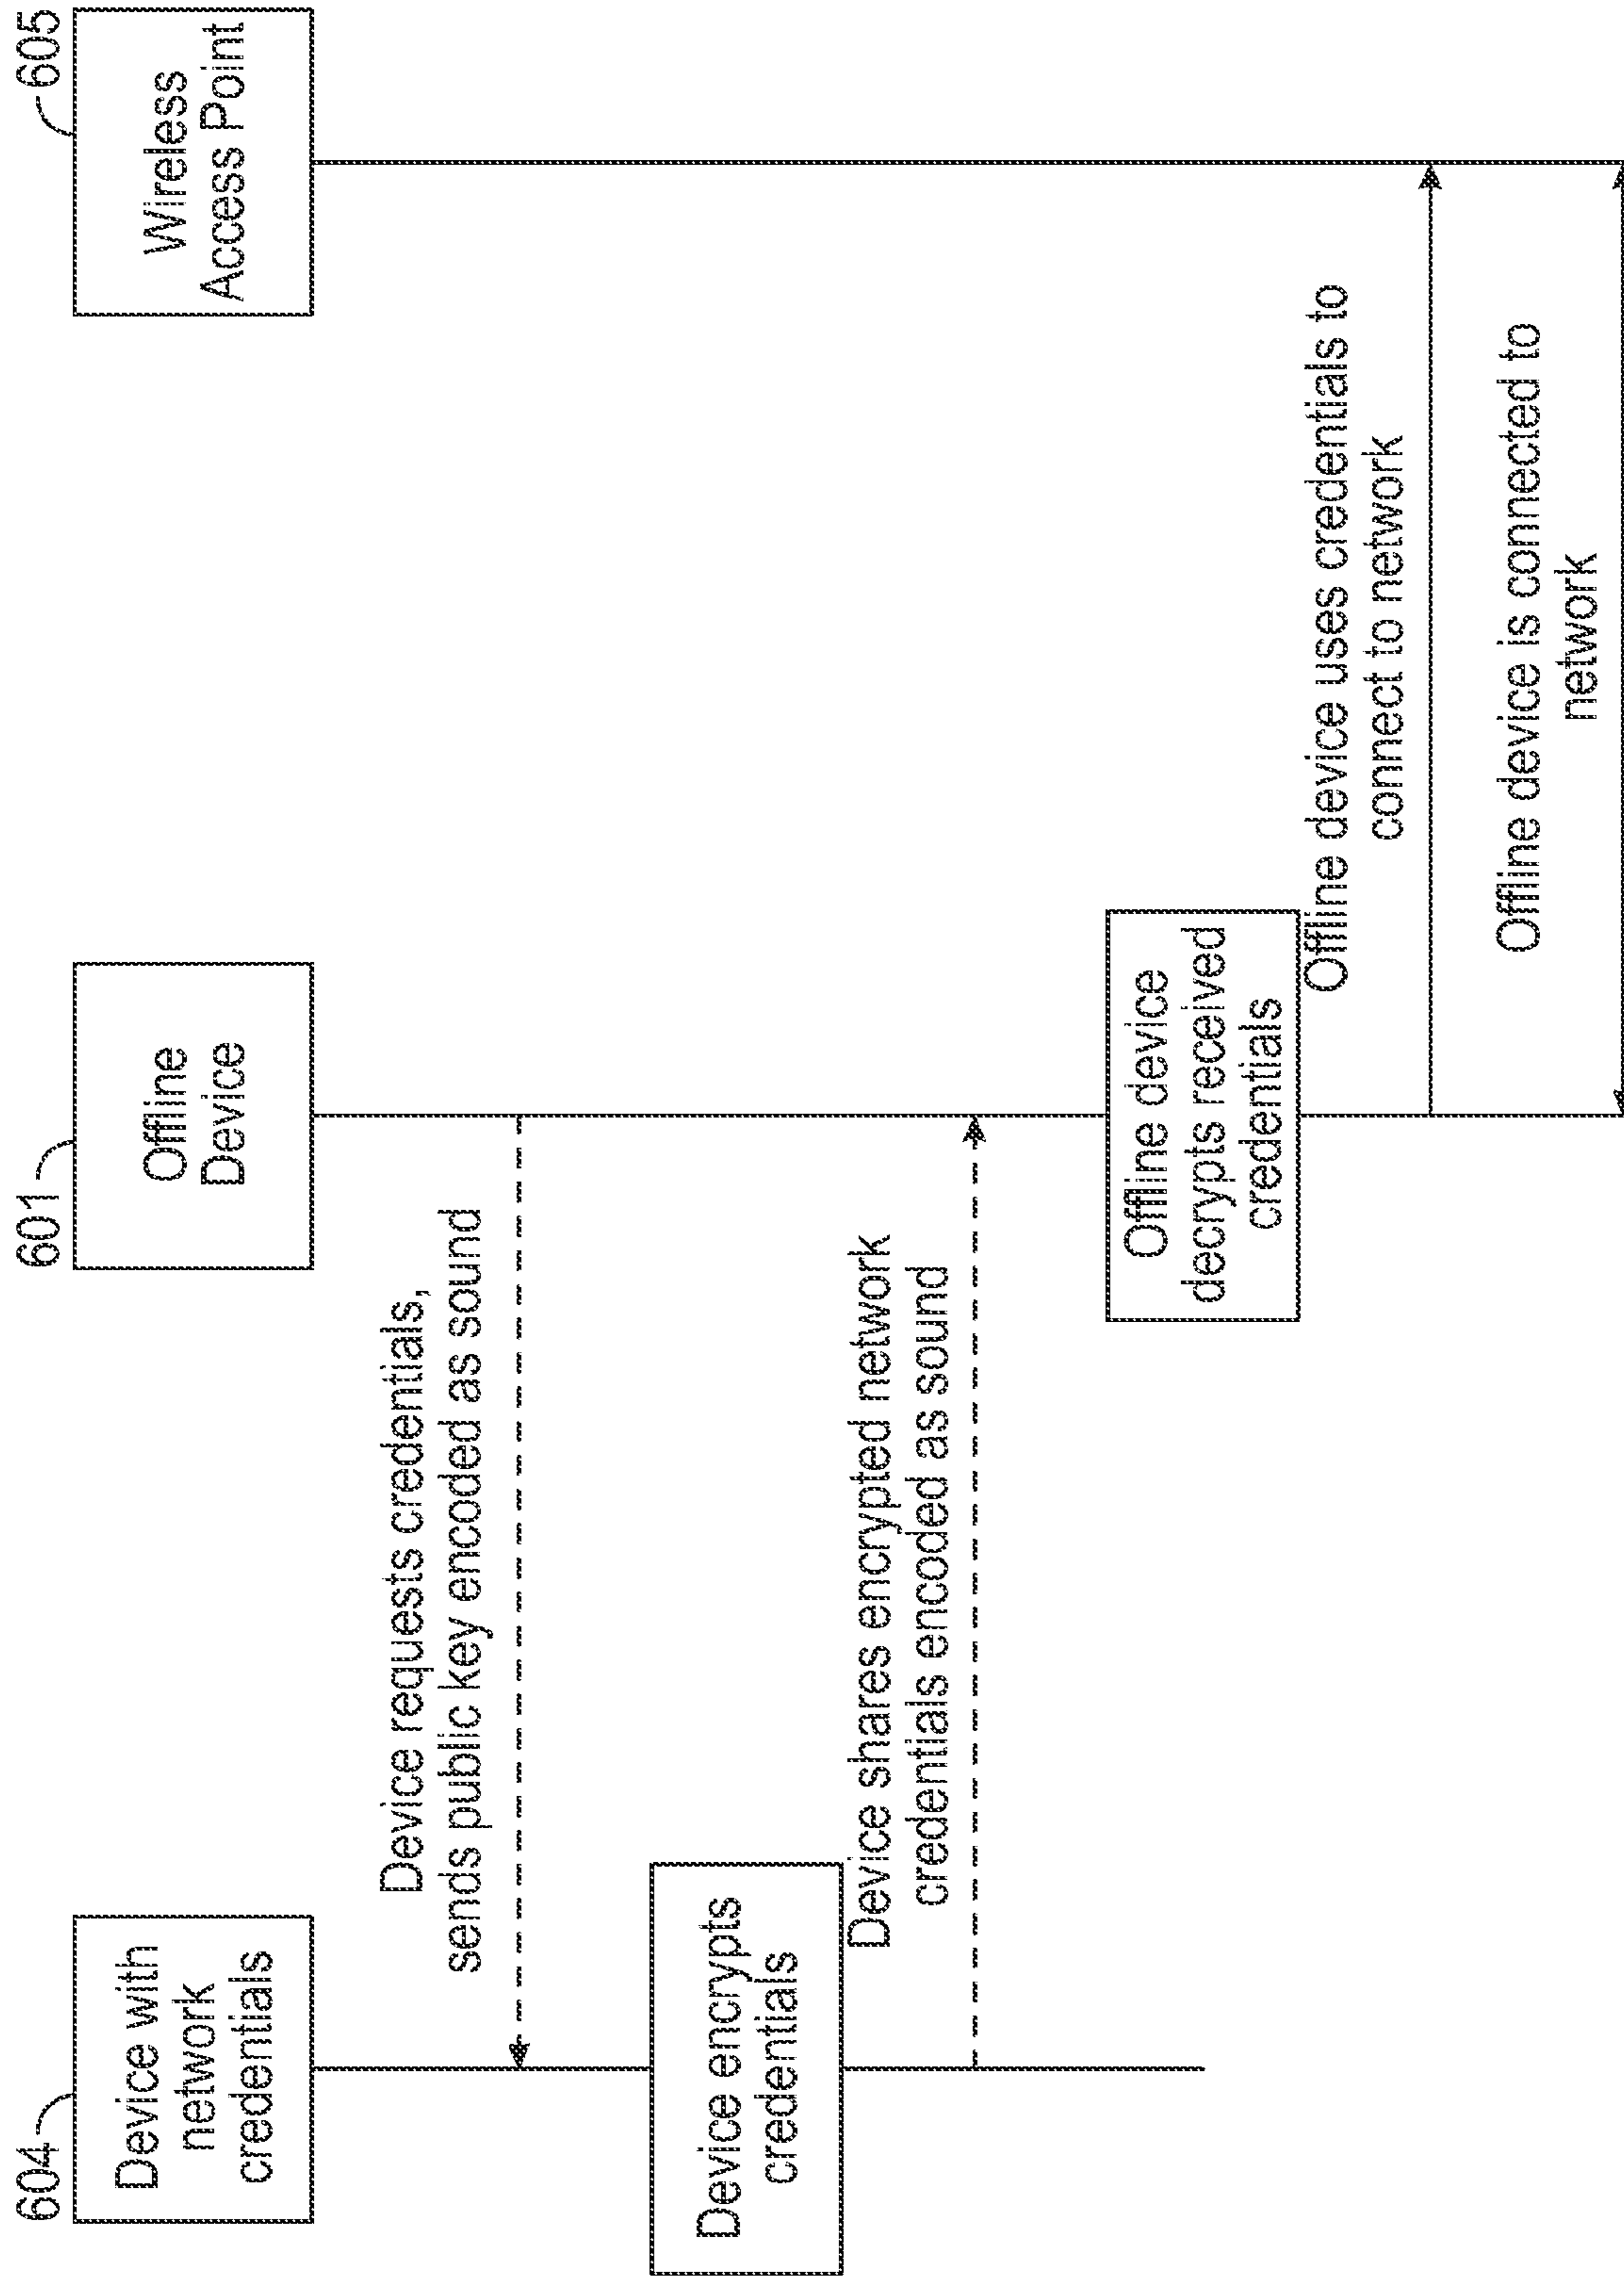 604
Device with
network
credentials
601
Offline
Device
605
Wireless
Access Point
Device requests credentials,
sends public key encoded as sound
Device encrypts
credentials
Device shares encrypted network
credentials encoded as sound
Offline device
decrypts received
credentials
Offline device uses credentials to
connect to network
Offline device is connected to
network